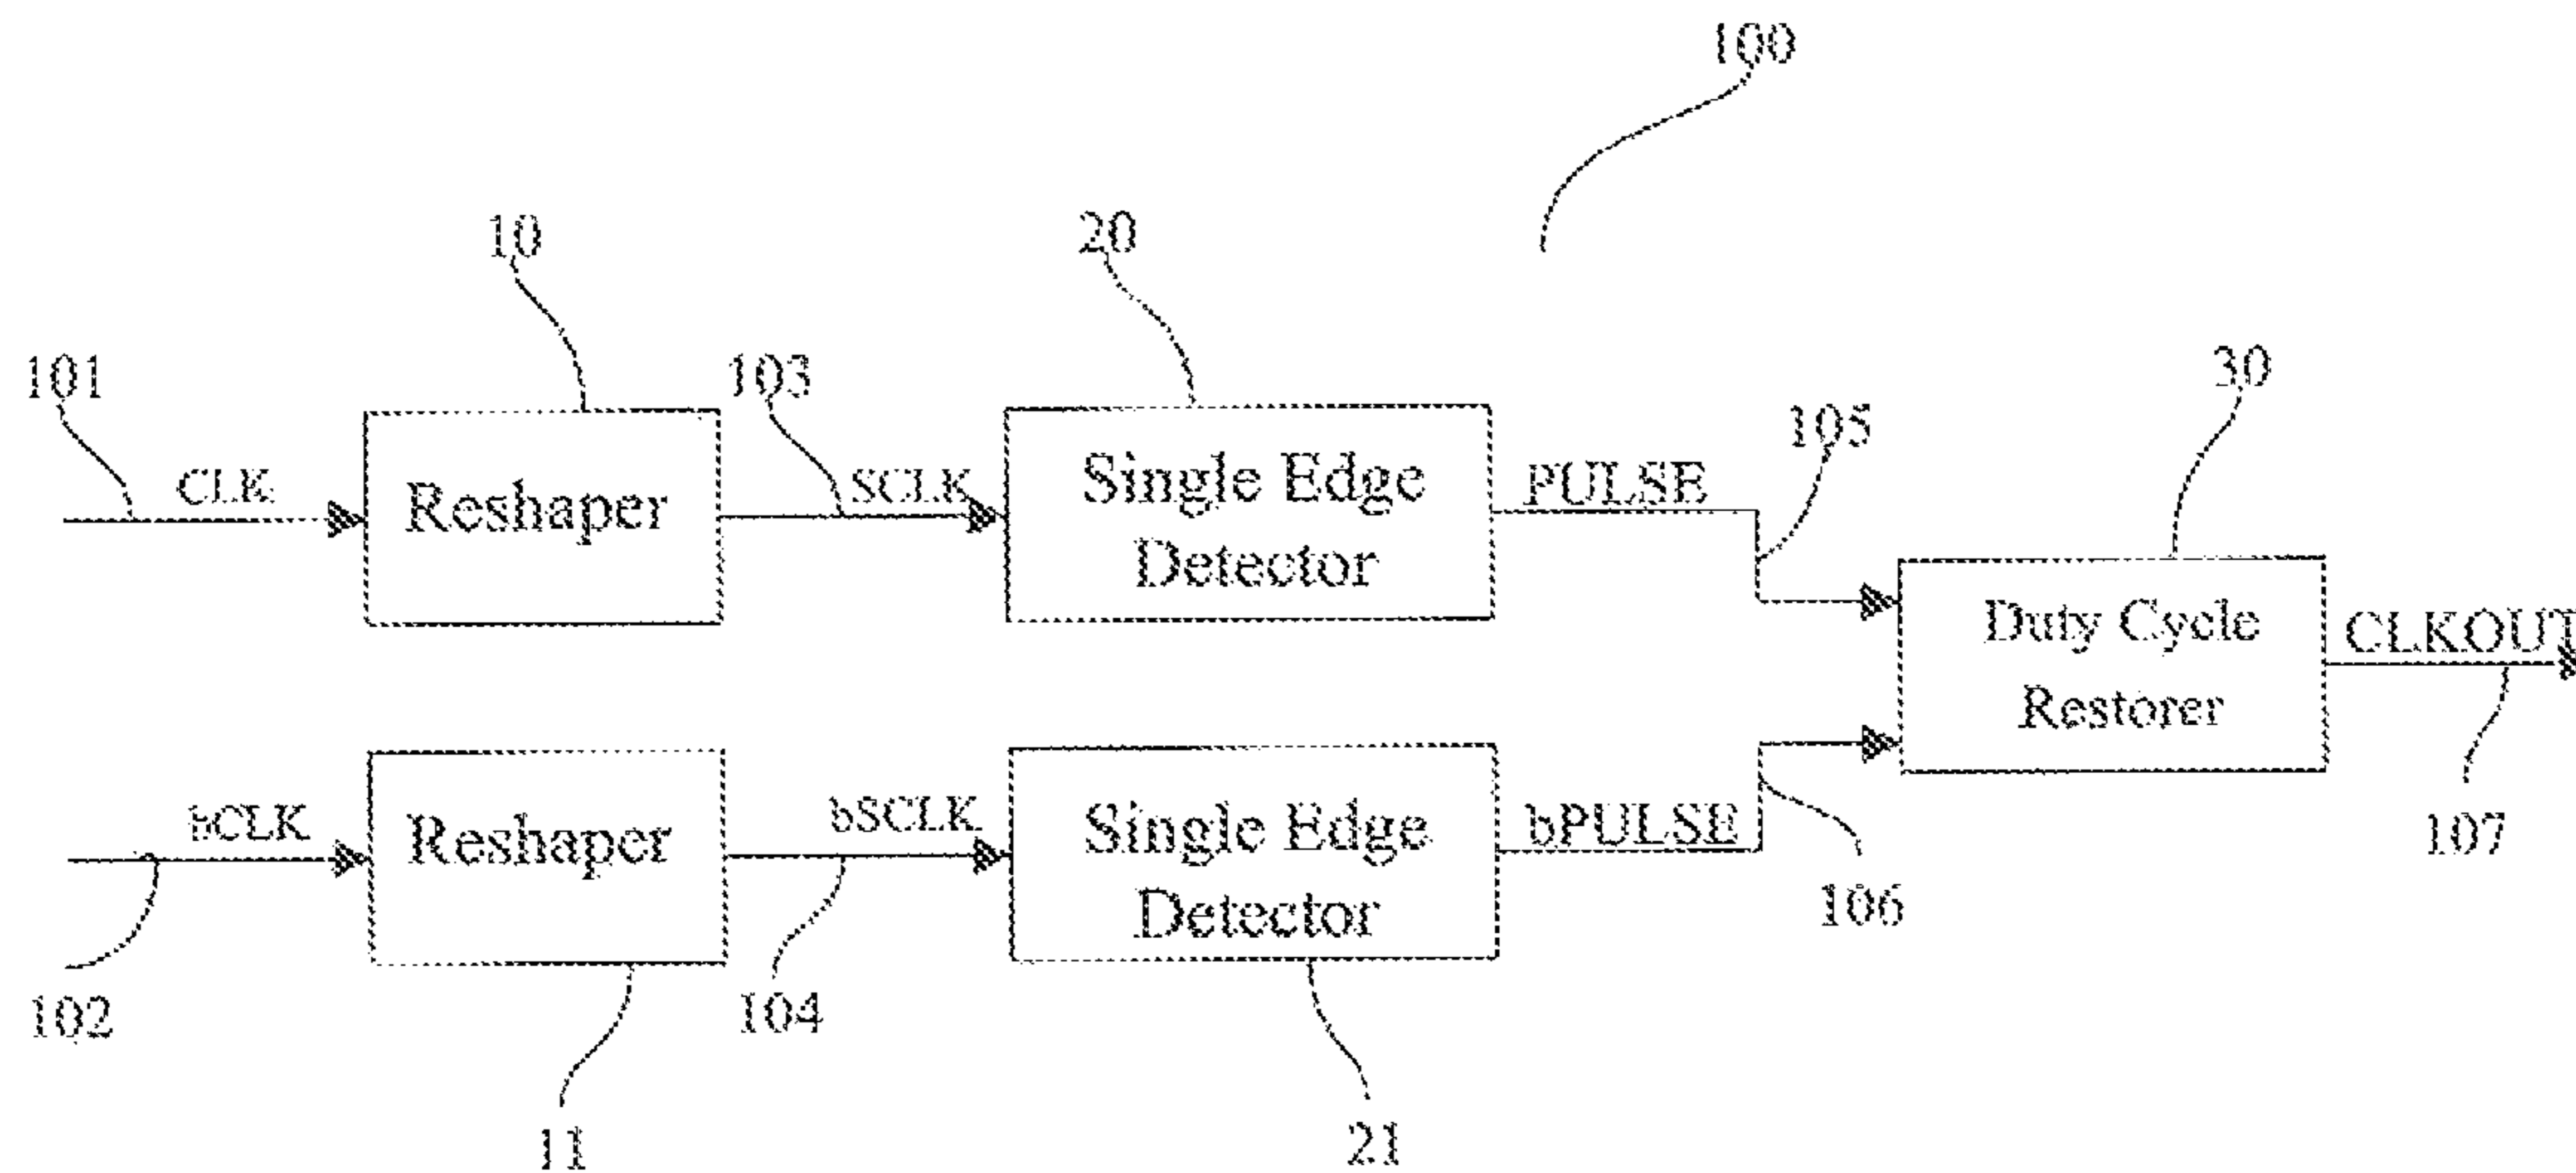 100
10
20
101
103
30
CLK
Reshaper
SCLK
Single Edge
Detector
PULSE
105
Duty Cycle
Restorer
CLKOUT
bCLK
Reshaper
bSCLK
Single Edge
Detector
bPULSE
106
107
102
104
11
21